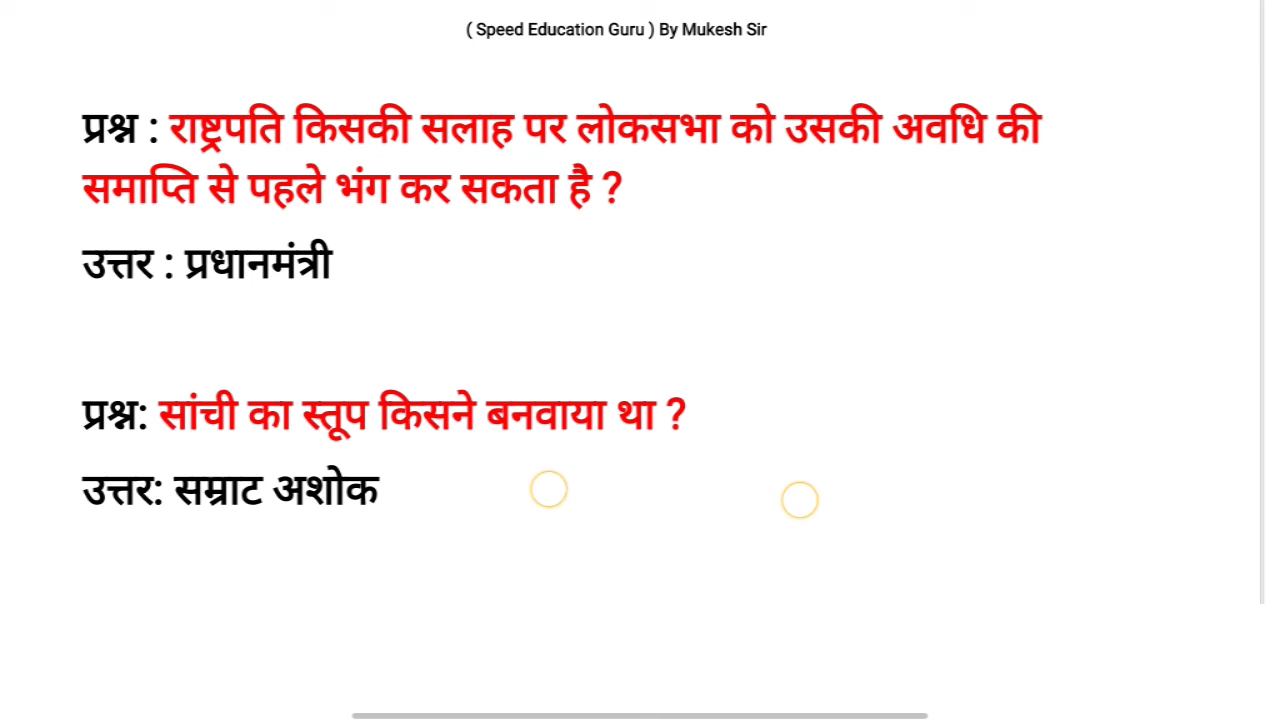 ( Speed Education Guru ) By Mukesh Sir
प्रश्न : राष्ट्रपति किसकी सलाह पर लोकसभा को उसकी अवधि की
समाप्ति से पहले भंग कर सकता है ?
उत्तर : प्रधानमंत्री
प्रश्न: सांची का स्तूप किसने बनवाया था ?
उत्तर: सम्राट अशोक